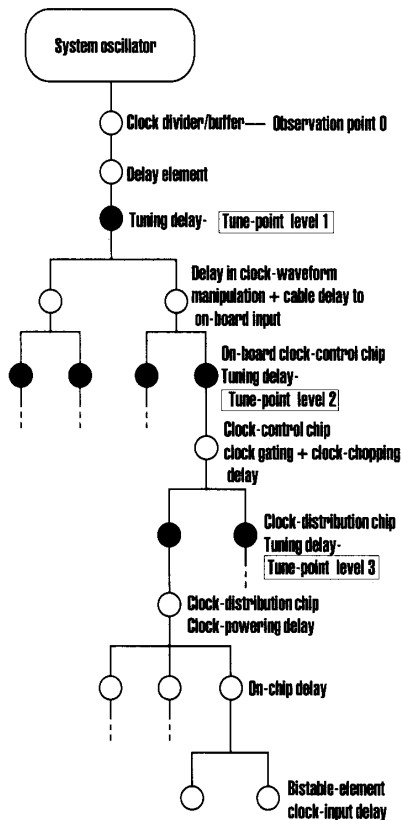 System oscillator
Clock divider/buffer— Observation point 0
Delay element
Tuning delay- Tune-point level 1
Delay in clock-waveform
manipulation + cable delay to
on-board input
On-board clock-control chip
Tuning delay-
Tune-point level 2
Clock-control chip
clock gating + clock-chopping
delay
Clock-distribution chip
Tuning delay-
Tune-point level 3
Clock-distribution chip
Clock-powering delay
On-chip delay
Bistable-element
clock-input delay